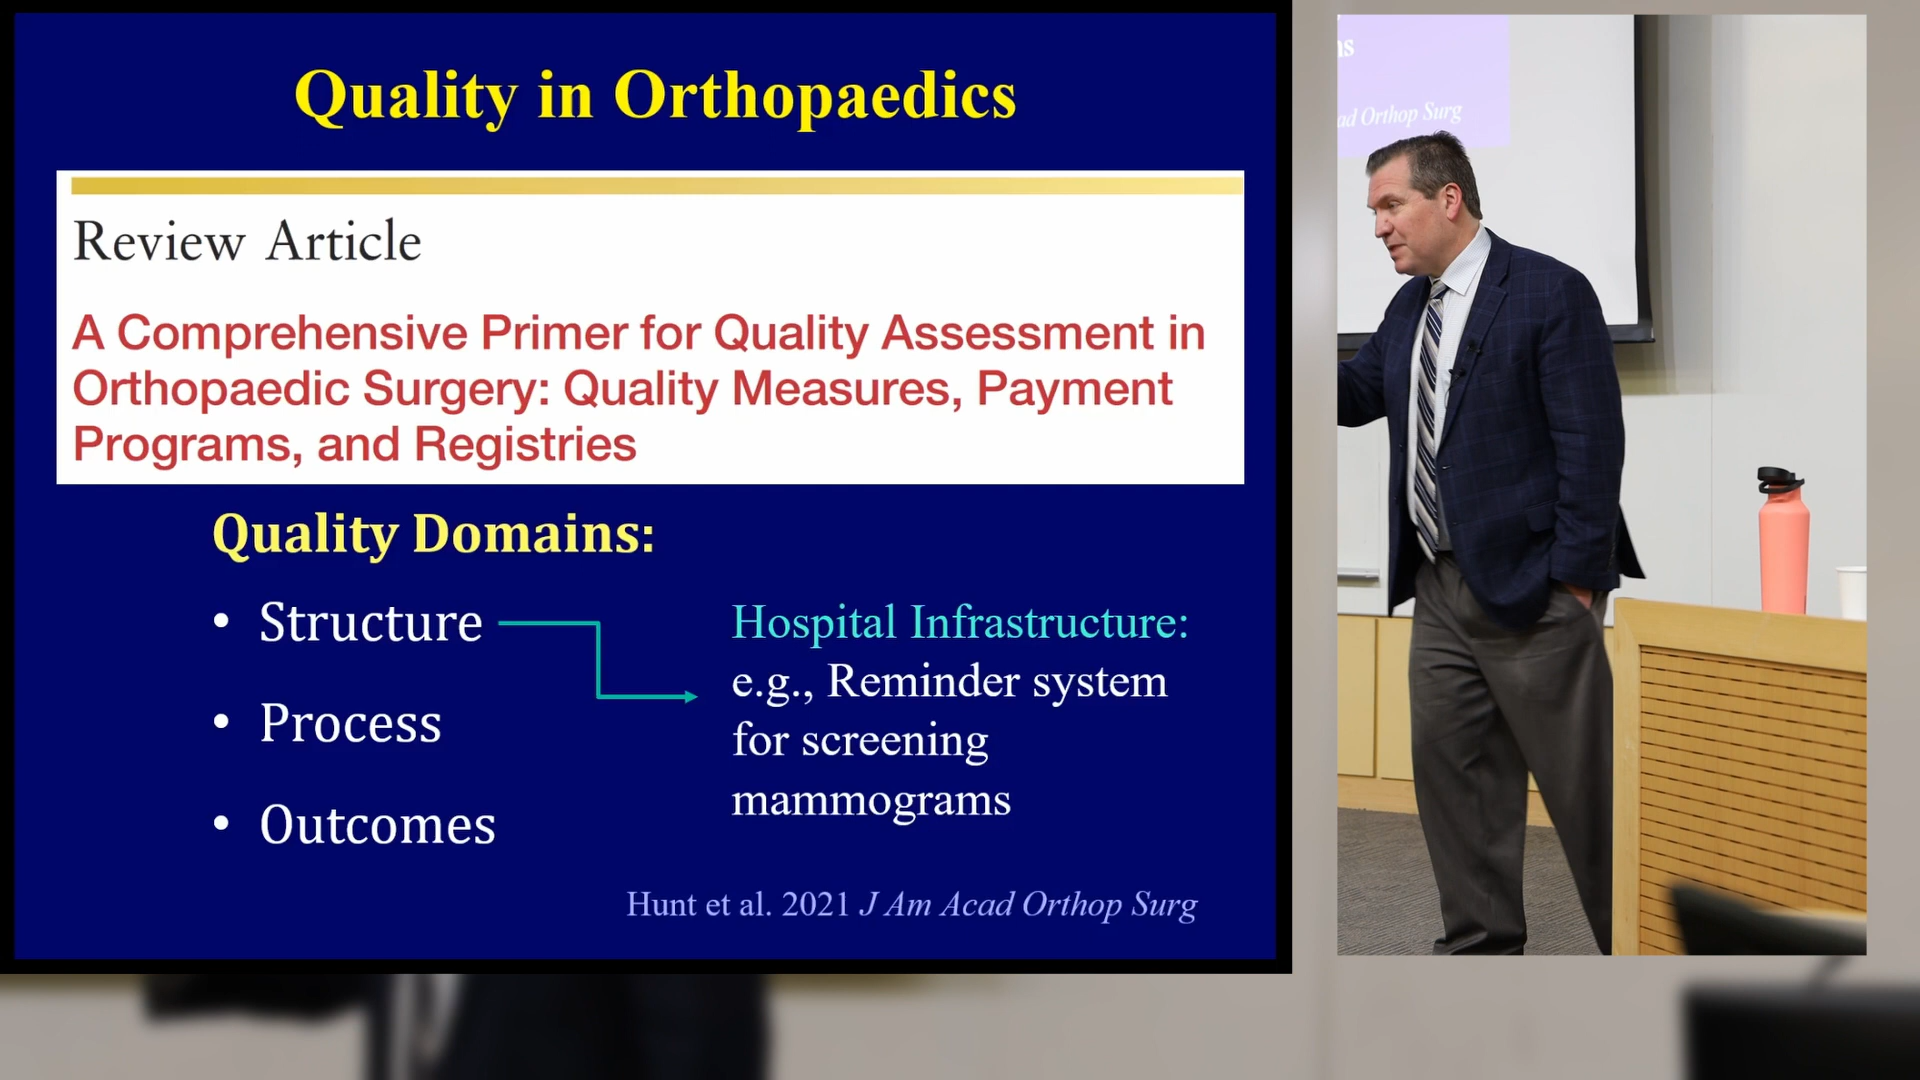 Quality in Orthopaedics
Review Article
A Comprehensive Primer for Quality Assessment in
Orthopaedic Surgery: Quality Measures, Payment
Programs, and Registries
Quality Domains:
• Structure
• Process
• Outcomes
Hospital Infrastructure:
e.g., Reminder system
for screening
mammograms
Hunt et al. 2021 J Am Acad Orthop Surg
Orthop Surg